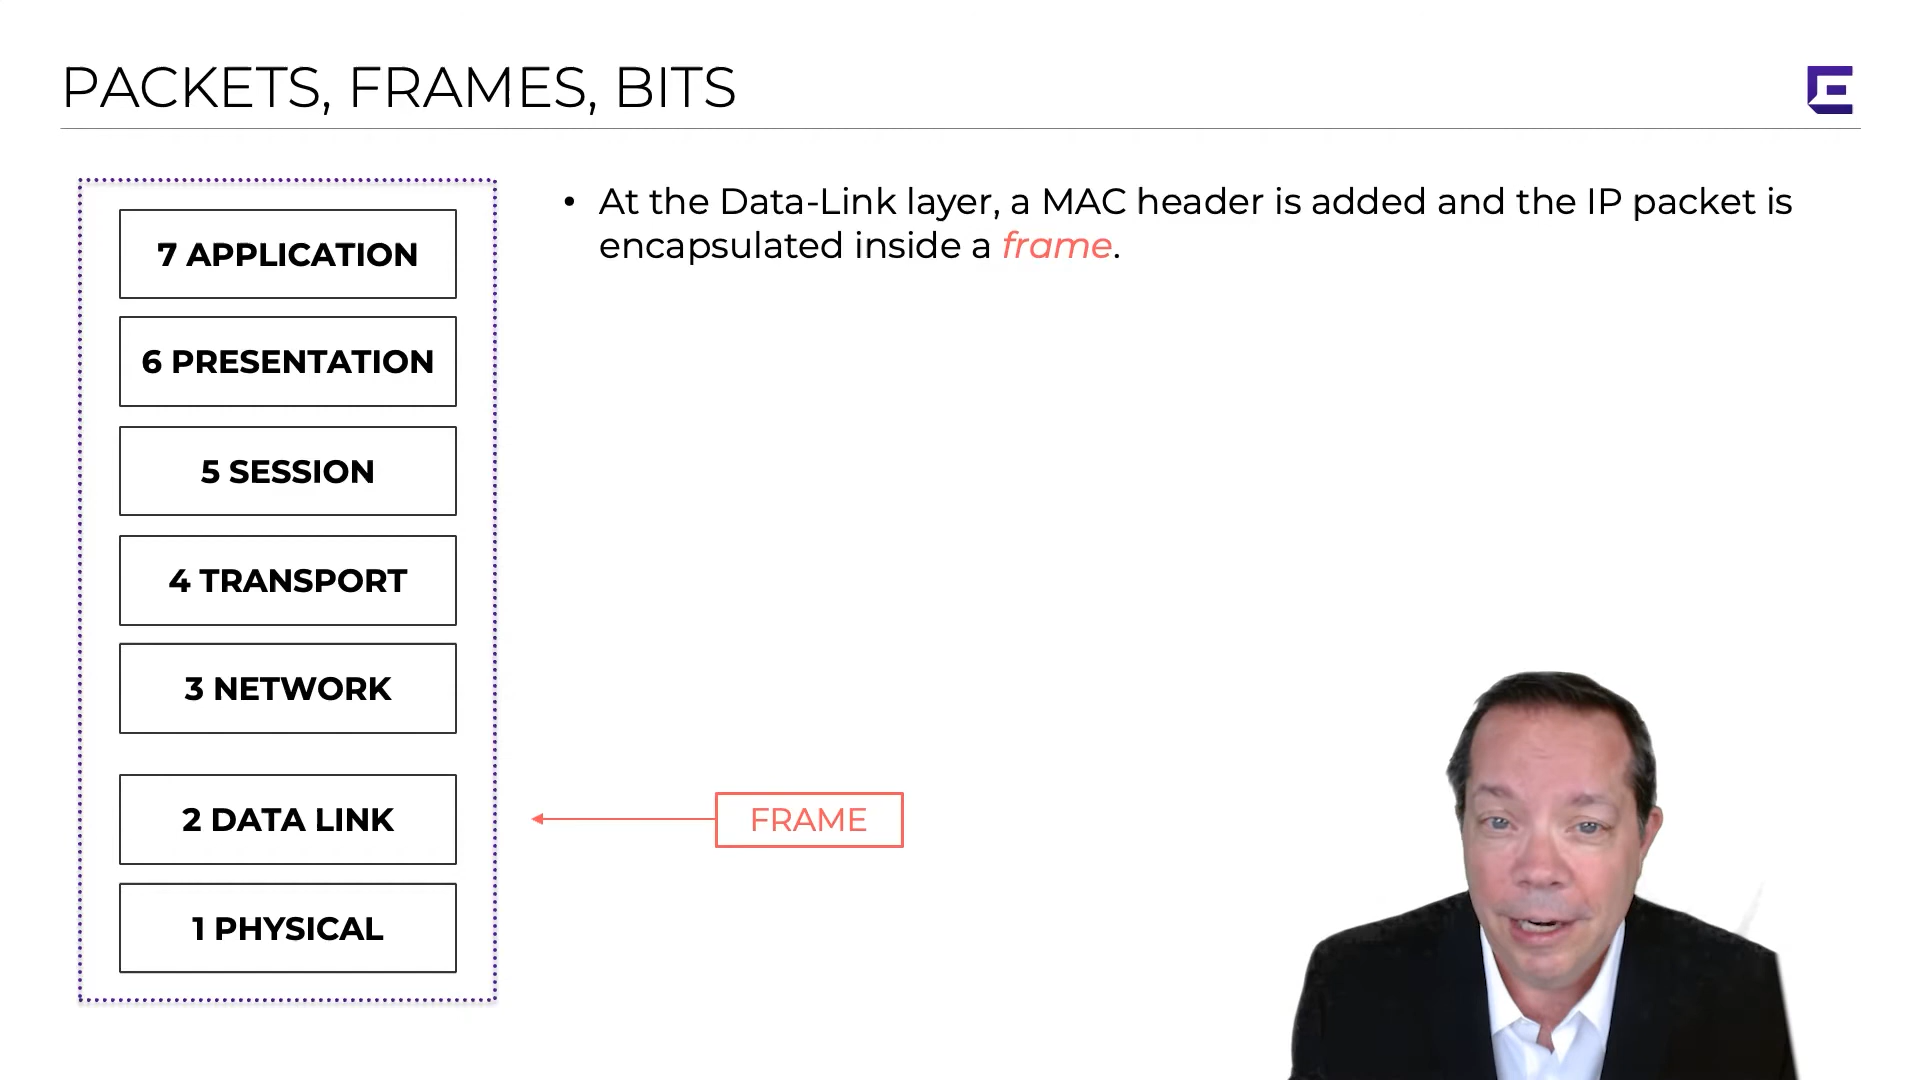 PACKETS, FRAMES, BITS
7 APPLICATION
6 PRESENTATION
5 SESSION
4 TRANSPORT
3 NETWORK
2 DATA LINK
1 PHYSICAL
• At the Data-Link layer, a MAC header is added and the IP packet is
encapsulated inside a frame.
FRAME